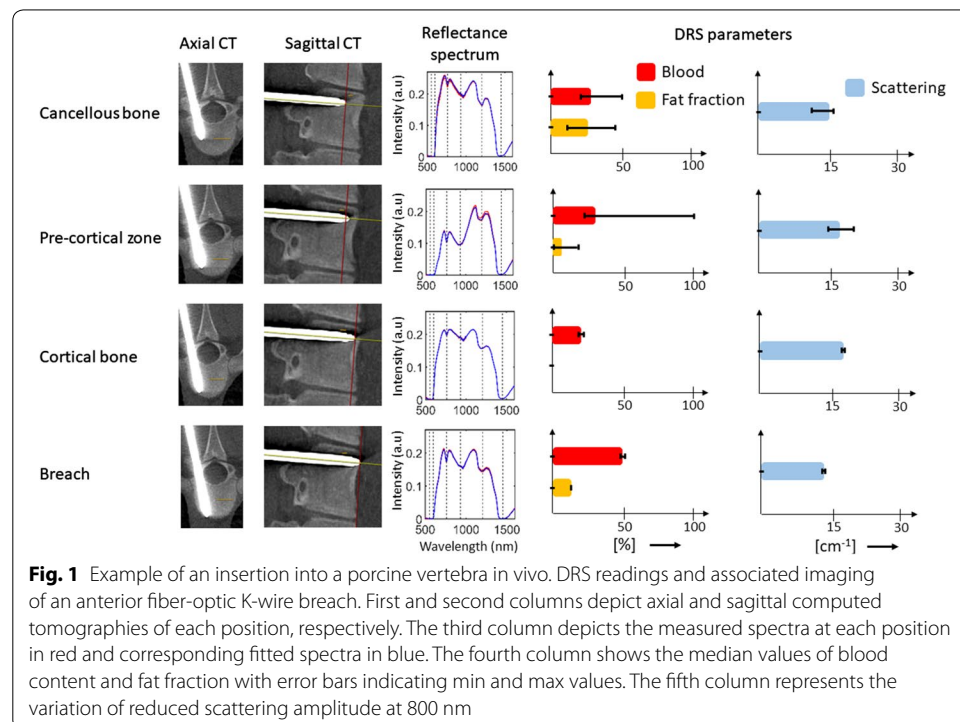 Axial CT
Sagittal CT
Reflectance
spectrum
DRS parameters
Blood
Fat fraction
Scattering
Cancellous bone
Intensity (a.u)
0.2
0.1
0
500
1000
1500
50
100
15
30
Pre-cortical zone
Intensity (a.u)
0.2
0.1
0
500
1000
1500
50
100
15
30
Cortical bone
Intensity (a.u)
0.2
0.1
0
500
1000
1500
50
100
15
30
Breach
Intensity (a.u)
0.2
0.1
0
500
1000
1500
Wavelength (nm)
50
100
[%]
15
30
[cm-1]
Fig. 1 Example of an insertion into a porcine vertebra in vivo. DRS readings and associated imaging
of an anterior fiber-optic K-wire breach. First and second columns depict axial and sagittal computed
tomographies of each position, respectively. The third column depicts the measured spectra at each position
in red and corresponding fitted spectra in blue. The fourth column shows the median values of blood
content and fat fraction with error bars indicating min and max values. The fifth column represents the
variation of reduced scattering amplitude at 800 nm